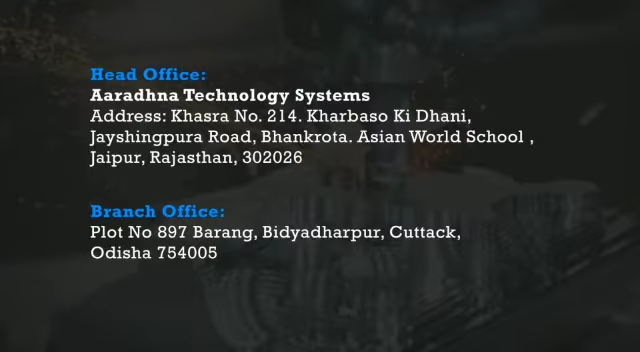 Head Office:
Aaradhna Technology Systems
Address: Khasra No. 214. Kharbaso Ki Dhani,
Jayshingpura Road, Bhankrota. Asian World School ,
Jaipur, Rajasthan, 302026
Branch Office:
Plot No 897 Barang, Bidyadharpur, Cuttack,
Odisha 754005